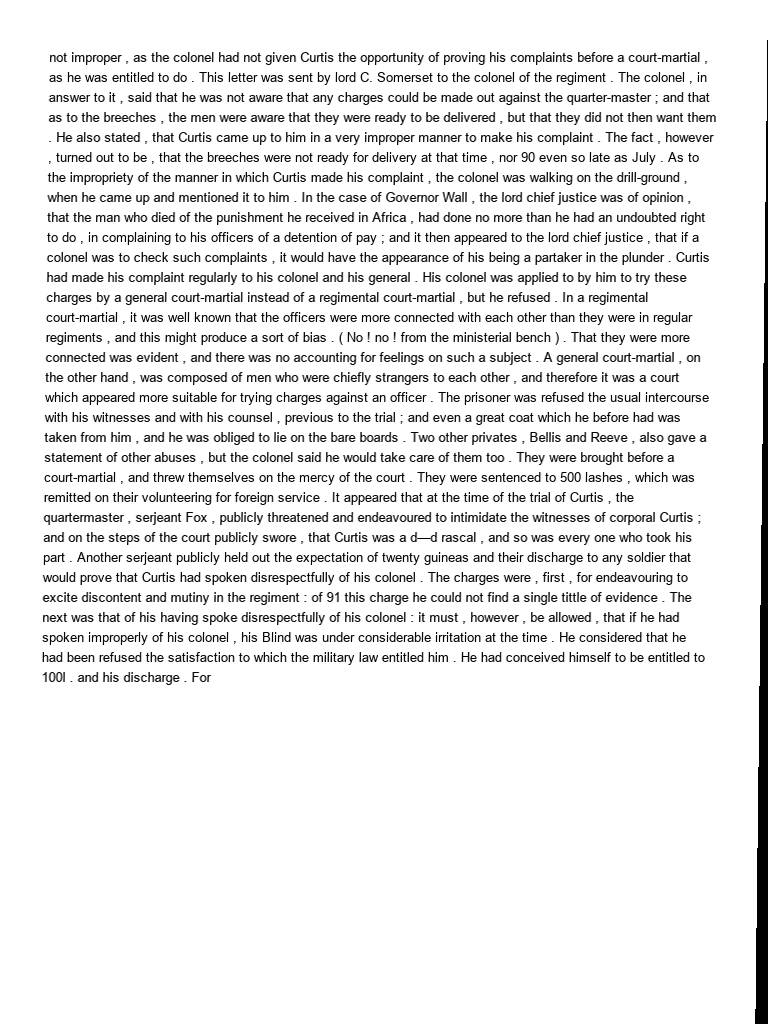 not improper , as the colonel had not given Curtis the opportunity of proving his complaints before a court-martial ,
as he was entitled to do . This letter was sent by lord C. Somerset to the colonel of the regiment . The colonel , in
answer to it , said that he was not aware that any charges could be made out against the quarter-master ; and that
as to the breeches , the men were aware that they were ready to be delivered , but that they did not then want them
. He also stated , that Curtis came up to him in a very improper manner to make his complaint . The fact , however
, turned out to be , that the breeches were not ready for delivery at that time , nor 90 even so late as July . As to
the impropriety of the manner in which Curtis made his complaint , the colonel was walking on the drill-ground ,
when he came up and mentioned it to him . In the case of Governor Wall , the lord chief justice was of opinion ,
that the man who died of the punishment he received in Africa , had done no more than he had an undoubted right
to do , in complaining to his officers of a detention of pay ; and it then appeared to the lord chief justice , that if a
colonel was to check such complaints , it would have the appearance of his being a partaker in the plunder . Curtis
had made his complaint regularly to his colonel and his general . His colonel was applied to by him to try these
charges by a general court-martial instead of a regimental court-martial , but he refused . In a regimental
court-martial , it was well known that the officers were more connected with each other than they were in regular
regiments , and this might produce a sort of bias . ( No ! no ! from the ministerial bench ) . That they were more
connected was evident , and there was no accounting for feelings on such a subject . A general court-martial , on
the other hand , was composed of men who were chiefly strangers to each other , and therefore it was a court
which appeared more suitable for trying charges against an officer . The prisoner was refused the usual intercourse
with his witnesses and with his counsel , previous to the trial ; and even a great coat which he before had was
taken from him , and he was obliged to lie on the bare boards . Two other privates , Bellis and Reeve , also gave a
statement of other abuses , but the colonel said he would take care of them too . They were brought before a
court-martial , and threw themselves on the mercy of the court . They were sentenced to 500 lashes , which was
remitted on their volunteering for foreign service . It appeared that at the time of the trial of Curtis , the
quartermaster , serjeant Fox , publicly threatened and endeavoured to intimidate the witnesses of corporal Curtis ;
and on the steps of the court publicly swore , that Curtis was a d—d rascal , and so was every one who took his
part . Another serjeant publicly held out the expectation of twenty guineas and their discharge to any soldier that
would prove that Curtis had spoken disrespectfully of his colonel . The charges were , first , for endeavouring to
excite discontent and mutiny in the regiment : of 91 this charge he could not find a single tittle of evidence . The
next was that of his having spoke disrespectfully of his colonel : it must , however , be allowed , that if he had
spoken improperly of his colonel , his Blind was under considerable irritation at the time . He considered that he
had been refused the satisfaction to which the military law entitled him . He had conceived himself to be entitled to
100l . and his discharge . For